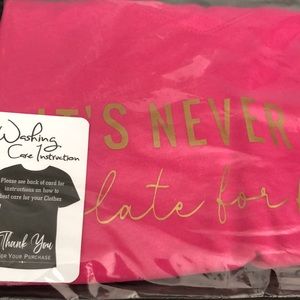 IT'S NEVER
late for
Washing
Care Instruction
Please see back of card for
instructions on how to
best care for your Clothes
Thank You
FOR YOUR PURCHASE